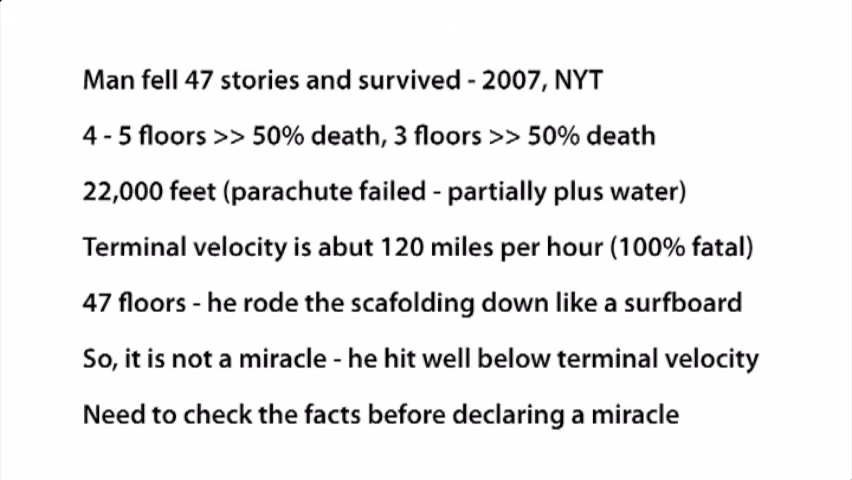 Man fell 47 stories and survived - 2007, NYT
4 - 5 floors >> 50% death, 3 floors >> 50% death
22,000 feet (parachute failed - partially plus water)
Terminal velocity is abut 120 miles per hour (100% fatal)
47 floors - he rode the scafolding down like a surfboard
So, it is not a miracle - he hit well below terminal velocity
Need to check the facts before declaring a miracle